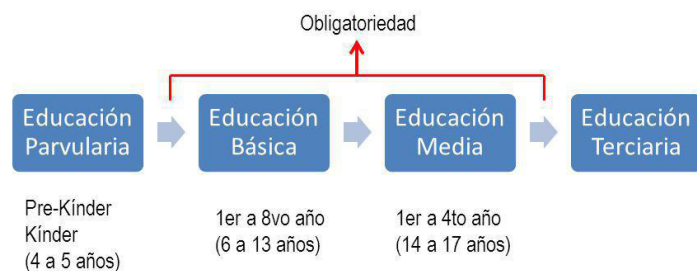 Obligatoriedad
Educación
Parvularia
Educación
Básica
Educación
Media
Educación
Terciaria
Pre-Kínder
Kínder
(4 a 5 años)
1er a 8vo año
(6 a 13 años)
1er a 4to año
(14 a 17 años)